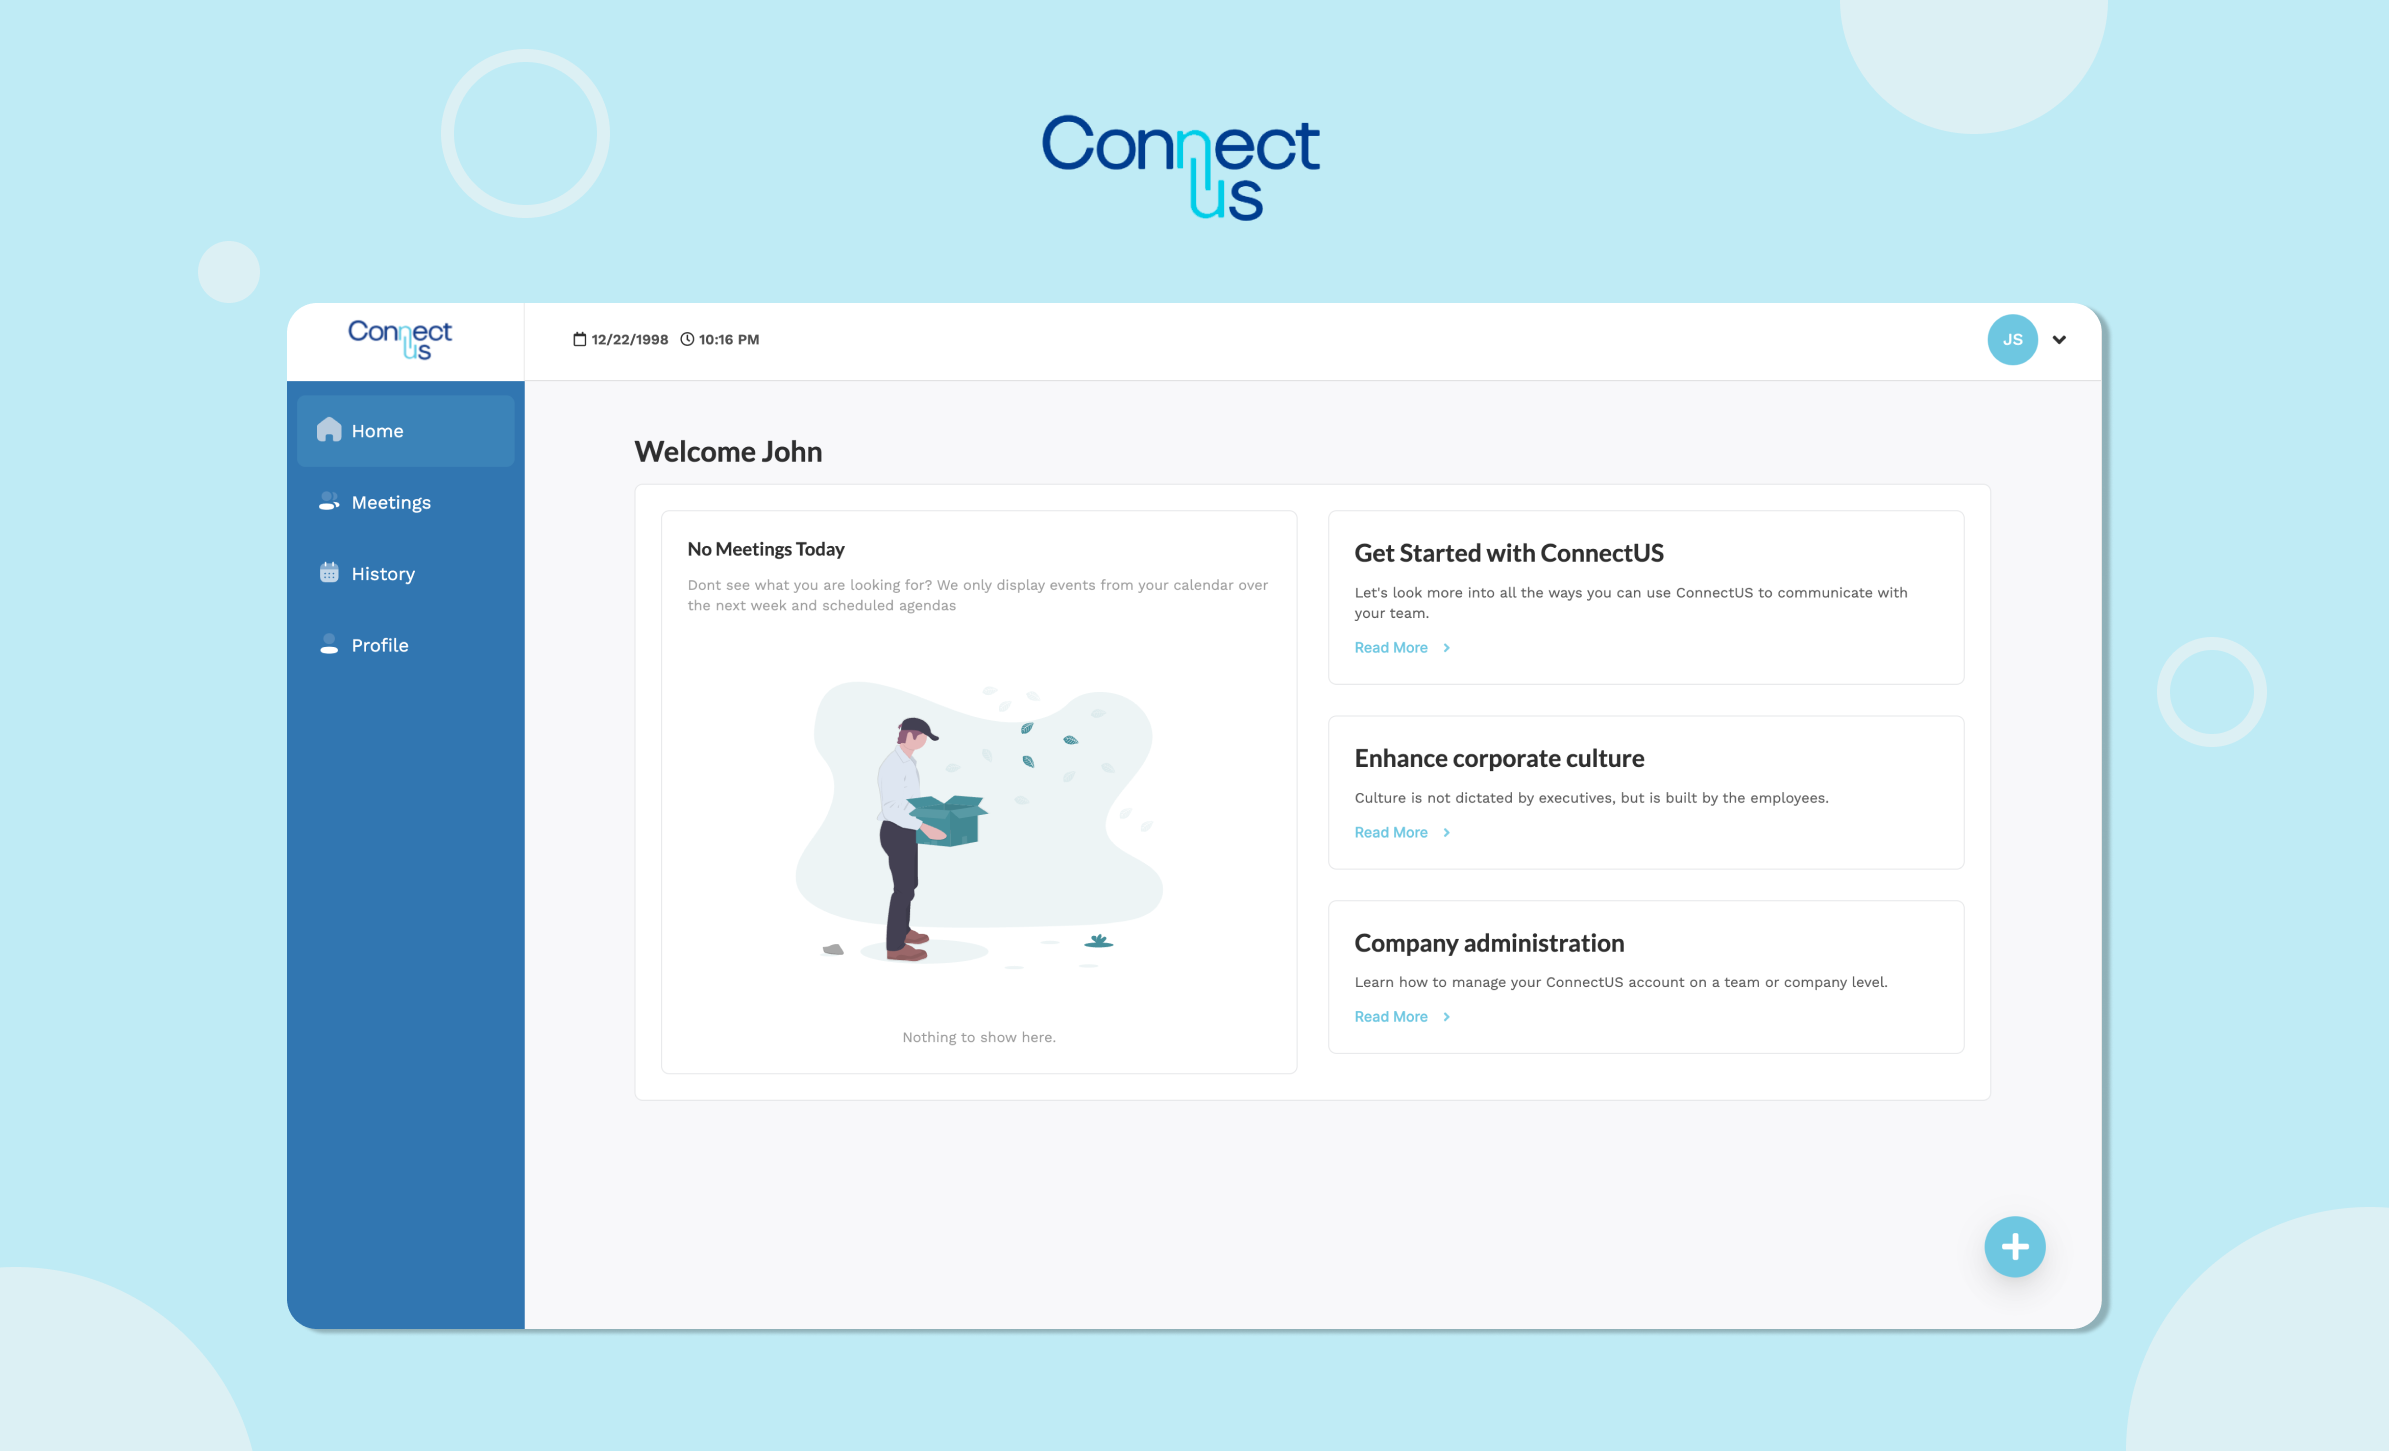 Connect
us
Connect
us
12/22/1998 10:16 PM
JS
Home
Meetings
History
Profile
Welcome John
No Meetings Today
Dont see what you are looking for? We only display events from your calendar over
the next week and scheduled agendas
Nothing to show here.
Get Started with ConnectUS
Let's look more into all the ways you can use ConnectUS to communicate with
your team.
Read More
Enhance corporate culture
Culture is not dictated by executives, but is built by the employees.
Read More
Company administration
Learn how to manage your ConnectUS account on a team or company level.
Read More